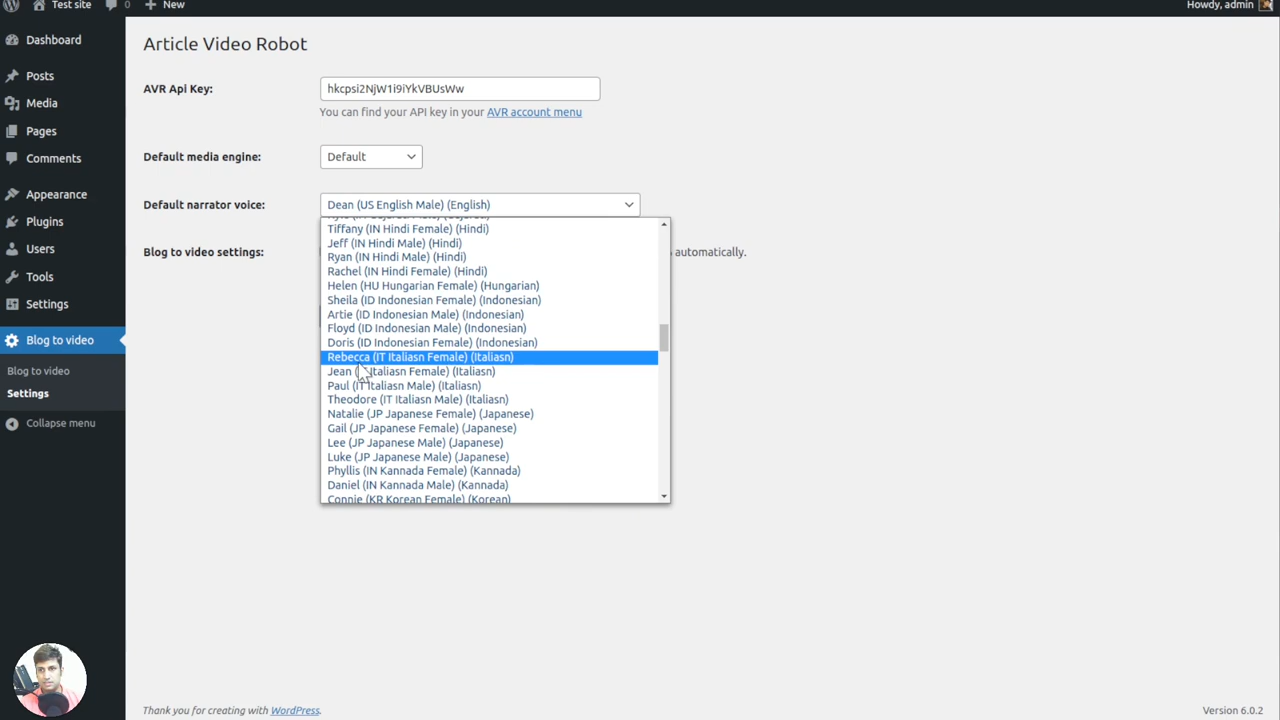 Test site
0
New
Howdy, admin
Dashboard
Posts
Media
Pages
Comments
Appearance
Plugins
Users
Tools
Settings
Blog to video
Blog to video
Settings
Collapse menu
Article Video Robot
AVR Api Key:
hkcpsi2NjW1i9iYkVBUsWw
You can find your API key in your AVR account menu
Default media engine:
Default
Default narrator voice:
Dean (US English Male) (English)
Tiffany (IN Hindi Female) (Hindi)
Jeff (IN Hindi Male) (Hindi)
Blog to video settings:
automatically.
Ryan (IN Hindi Male) (Hindi)
Rachel (IN Hindi Female) (Hindi)
Helen (HU Hungarian Female) (Hungarian)
Sheila (ID Indonesian Female) (Indonesian)
Artie (ID Indonesian Male) (Indonesian)
Floyd (ID Indonesian Male) (Indonesian)
Doris (ID Indonesian Female) (Indonesian)
Rebecca (IT Italiasn Female) (Italiasn)
Jean Italiasn Female) (Italiasn)
Paul (IT Italiasn Male) (Italiasn)
Theodore (IT Italiasn Male) (Italiasn)
Natalie (JP Japanese Female) (Japanese)
Gail (JP Japanese Female) (Japanese)
Lee (JP Japanese Male) (Japanese)
Luke (JP Japanese Male) (Japanese)
Phyllis (IN Kannada Female) (Kannada)
Daniel (IN Kannada Male) (Kannada)
Connie (KR Korean Female) (Korean)
Thank you for creating with WordPress.
Version 6.0.2